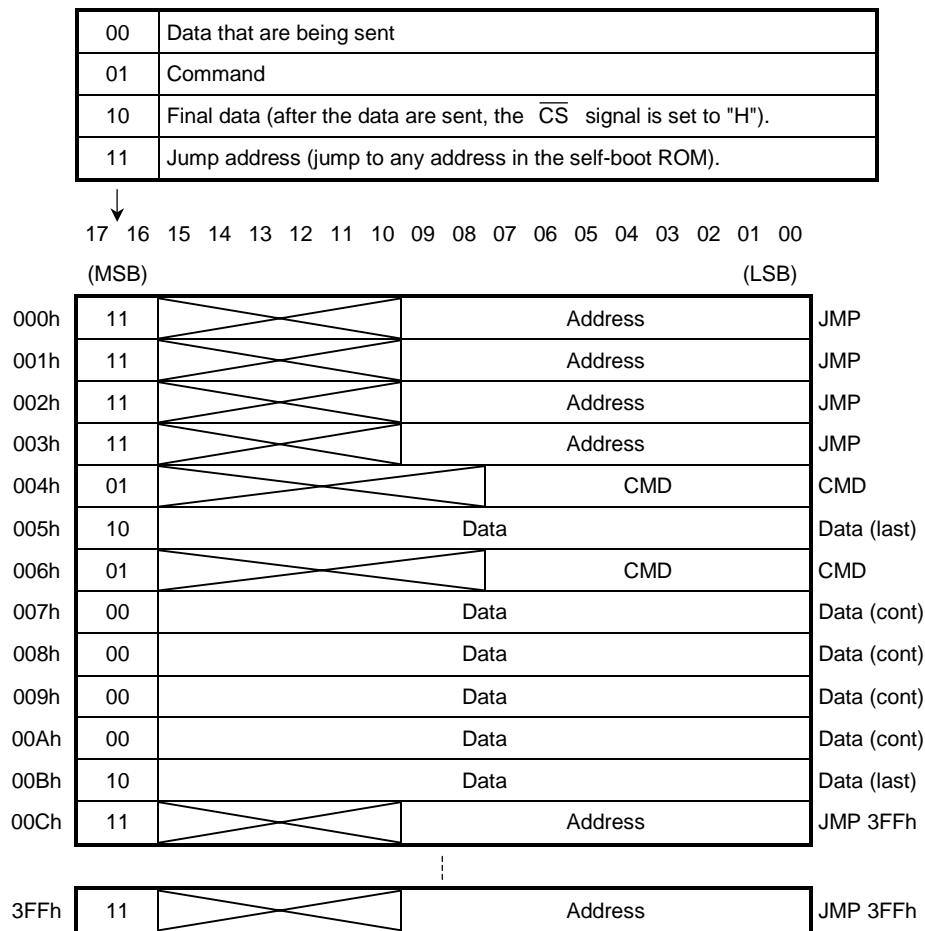 00 Data that are being sent
01 Command
10 Final data (after the data are sent, the CS signal is set to "H").
11 Jump address (jump to any address in the self-boot ROM).
17 16 15 14 13 12 11 10 09 08 07 06 05 04 03 02 01 00
(MSB) (LSB)
000h 11 Address JMP
001h 11 Address JMP
002h 11 Address JMP
003h 11 Address JMP
004h 01 CMD CMD
005h 10 Data Data (last)
006h 01 CMD CMD
007h 00 Data Data (cont)
008h 00 Data Data (cont)
009h 00 Data Data (cont)
00Ah 00 Data Data (cont)
00Bh 10 Data Data (last)
00Ch 11 Address JMP 3FFh
3FFh 11 Address JMP 3FFh